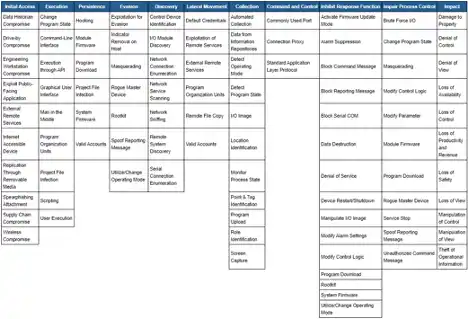 Initial Access
Execution
Persistence
Evasion
Discovery
Lateral Movement
Collection
Command and Control
Inhibit Response Function
Impair Process Control
Impact
Data Historian Compromise
Change Program State
Hooking
Exploitation for Evasion
Control Device Identification
Default Credentials
Automated Collection
Commonly Used Port
Activate Firmware Update Mode
Brute Force I/O
Damage to Property
Drive-by Compromise
Command-Line Interface
Module Firmware
Indicator Removal on Host
I/O Module Discovery
Exploitation of Remote Services
Data from Information Repositories
Connection Proxy
Alarm Suppression
Change Program State
Denial of Control
Engineering Workstation Compromise
Execution through API
Program Download
Masquerading
Network Connection Enumeration
External Remote Services
Detect Operating Mode
Standard Application Layer Protocol
Block Command Message
Masquerading
Denial of View
Exploit Public-Facing Application
Graphical User Interface
Project File Infection
Rogue Master Device
Network Service Scanning
Program Organization Units
Detect Program State
Block Reporting Message
Modify Control Logic
Loss of Availability
External Remote Services
Man in the Middle
System Firmware
Rootkit
Network Sniffing
Remote File Copy
I/O Image
Block Serial COM
Modify Parameter
Loss of Control
Internet Accessible Device
Program Organization Units
Valid Accounts
Spoof Reporting Message
Remote System Discovery
Valid Accounts
Location Identification
Data Destruction
Module Firmware
Loss of Productivity and Revenue
Replication Through Removable Media
Project File Infection
Utilize/Change Operating Mode
Serial Connection Enumeration
Monitor Process State
Denial of Service
Program Download
Loss of Safety
Spearphishing Attachment
Scripting
Point & Tag Identification
Device Restart/Shutdown
Rogue Master Device
Loss of View
Supply Chain Compromise
User Execution
Program Upload
Manipulate I/O Image
Service Stop
Manipulation of Control
Wireless Compromise
Role Identification
Modify Alarm Settings
Spoof Reporting Message
Manipulation of View
Screen Capture
Modify Control Logic
Unauthorized Command Message
Theft of Operational Information
Program Download
Rootkit
System Firmware
Utilize/Change Operating Mode